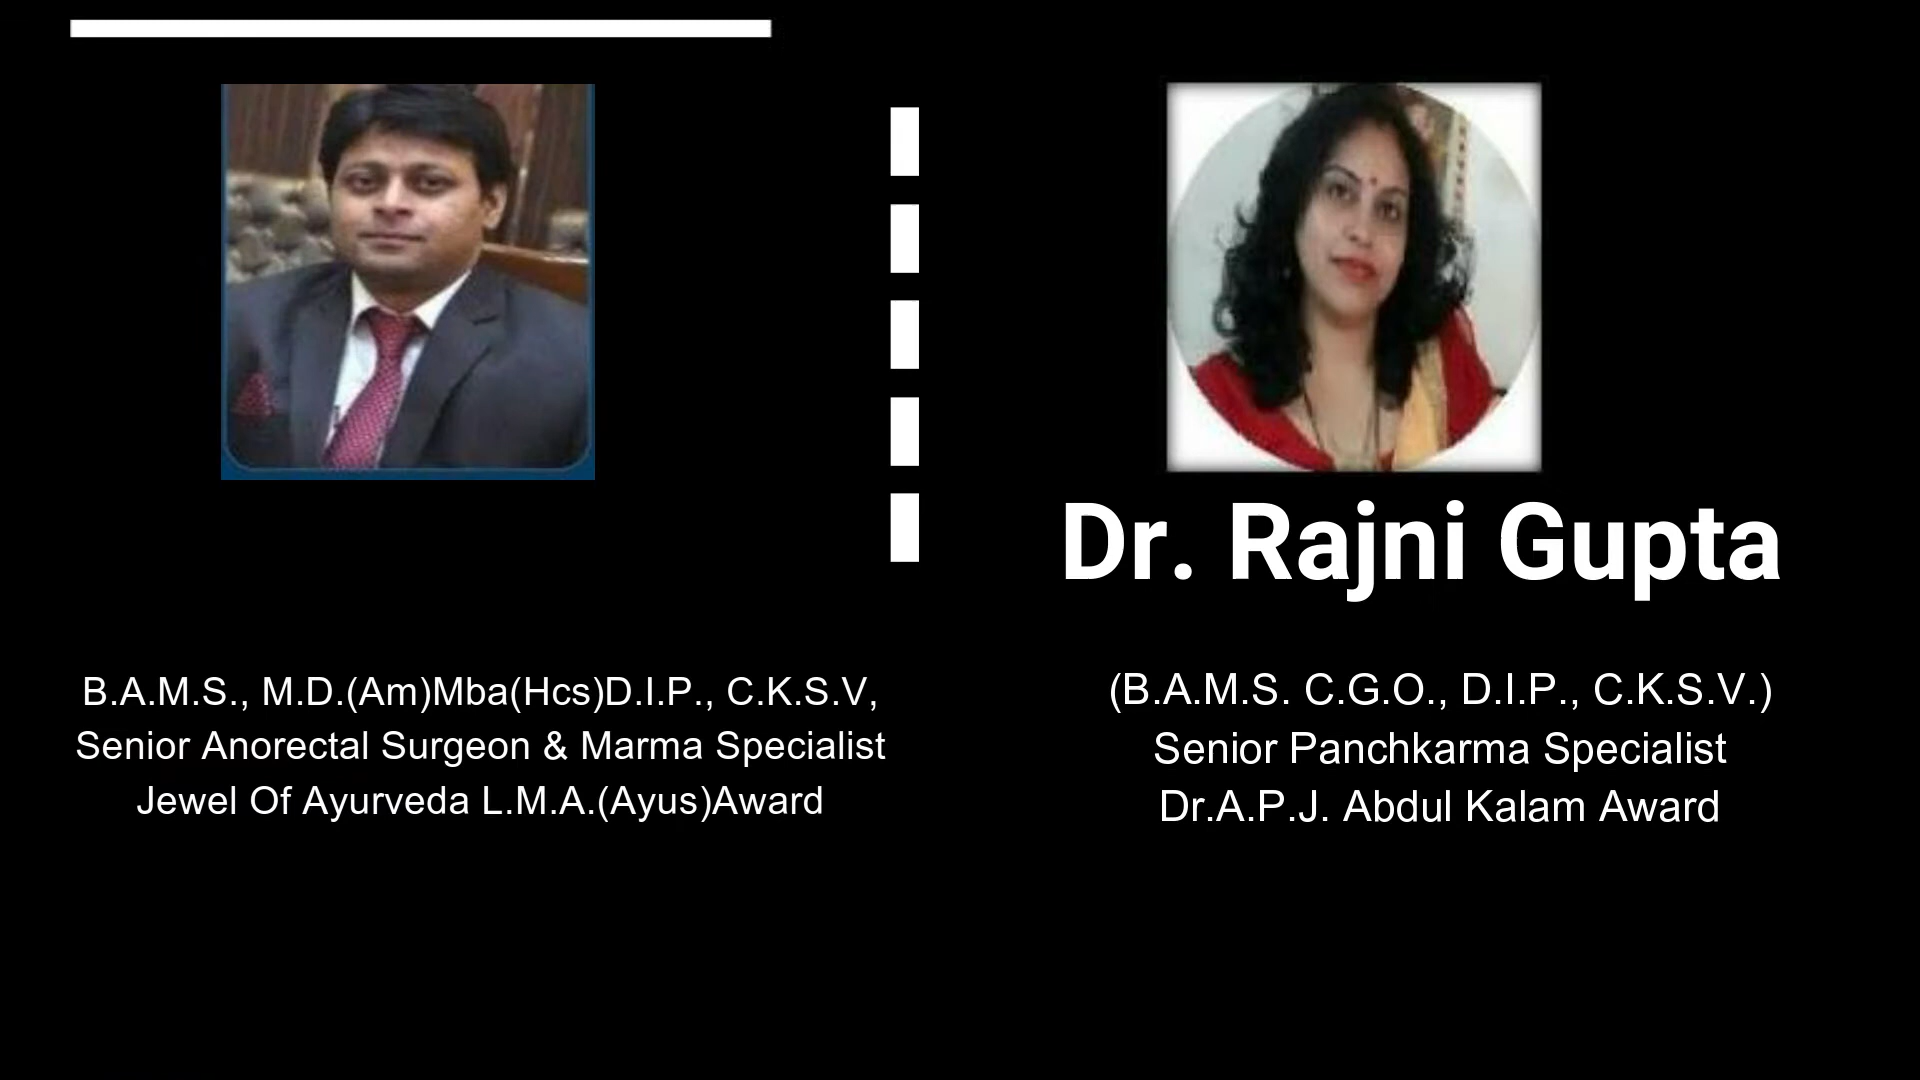 Dr. Rajni Gupta
B.A.M.S., M.D.(Am)Mba(Hcs)D.I.P., C.K.S.V,
Senior Anorectal Surgeon & Marma Specialist
Jewel Of Ayurveda L.M.A.(Ayus)Award
(B.A.M.S. C.G.O., D.I.P., C.K.S.V.)
Senior Panchkarma Specialist
Dr.A.P.J. Abdul Kalam Award